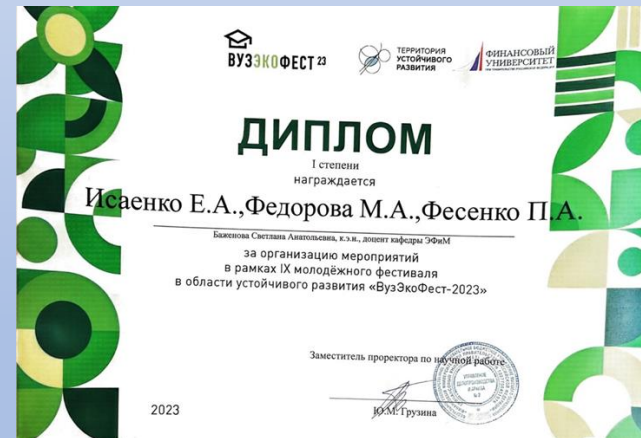 ВУЗЭКОФЕСТ 23
ТЕРРИТОРИЯ
УСТОЙЧИВОГО
РАЗВИТИЯ
ФИНАНСОВЫЙ
УНИВЕРСИТЕТ
ДИПЛОМ
I степени
награждается
Исаенко Е.А.,Федорова М.А.,Фесенко П.А.
Баженова Светлана Анатольевна, к.э.н., доцент кафедры ЭФиМ
за организацию мероприятий
в рамках IX молодёжного фестиваля
в области устойчивого развития «ВузЭкоФест-2023»
Заместитель проректора по научной работе
2023
Ю.М. Грузина